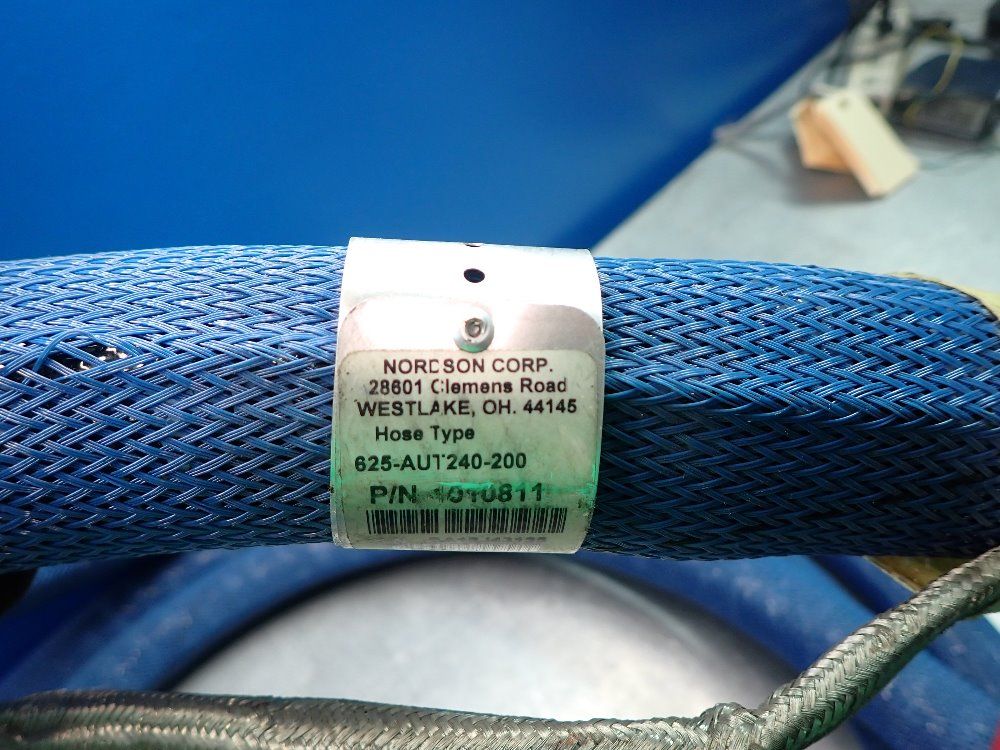 NORDSON CORP.
28601 Clemens Road
WESTLAKE, OH. 44145
Hose Type
625-AUT240-200
P/N 1010811